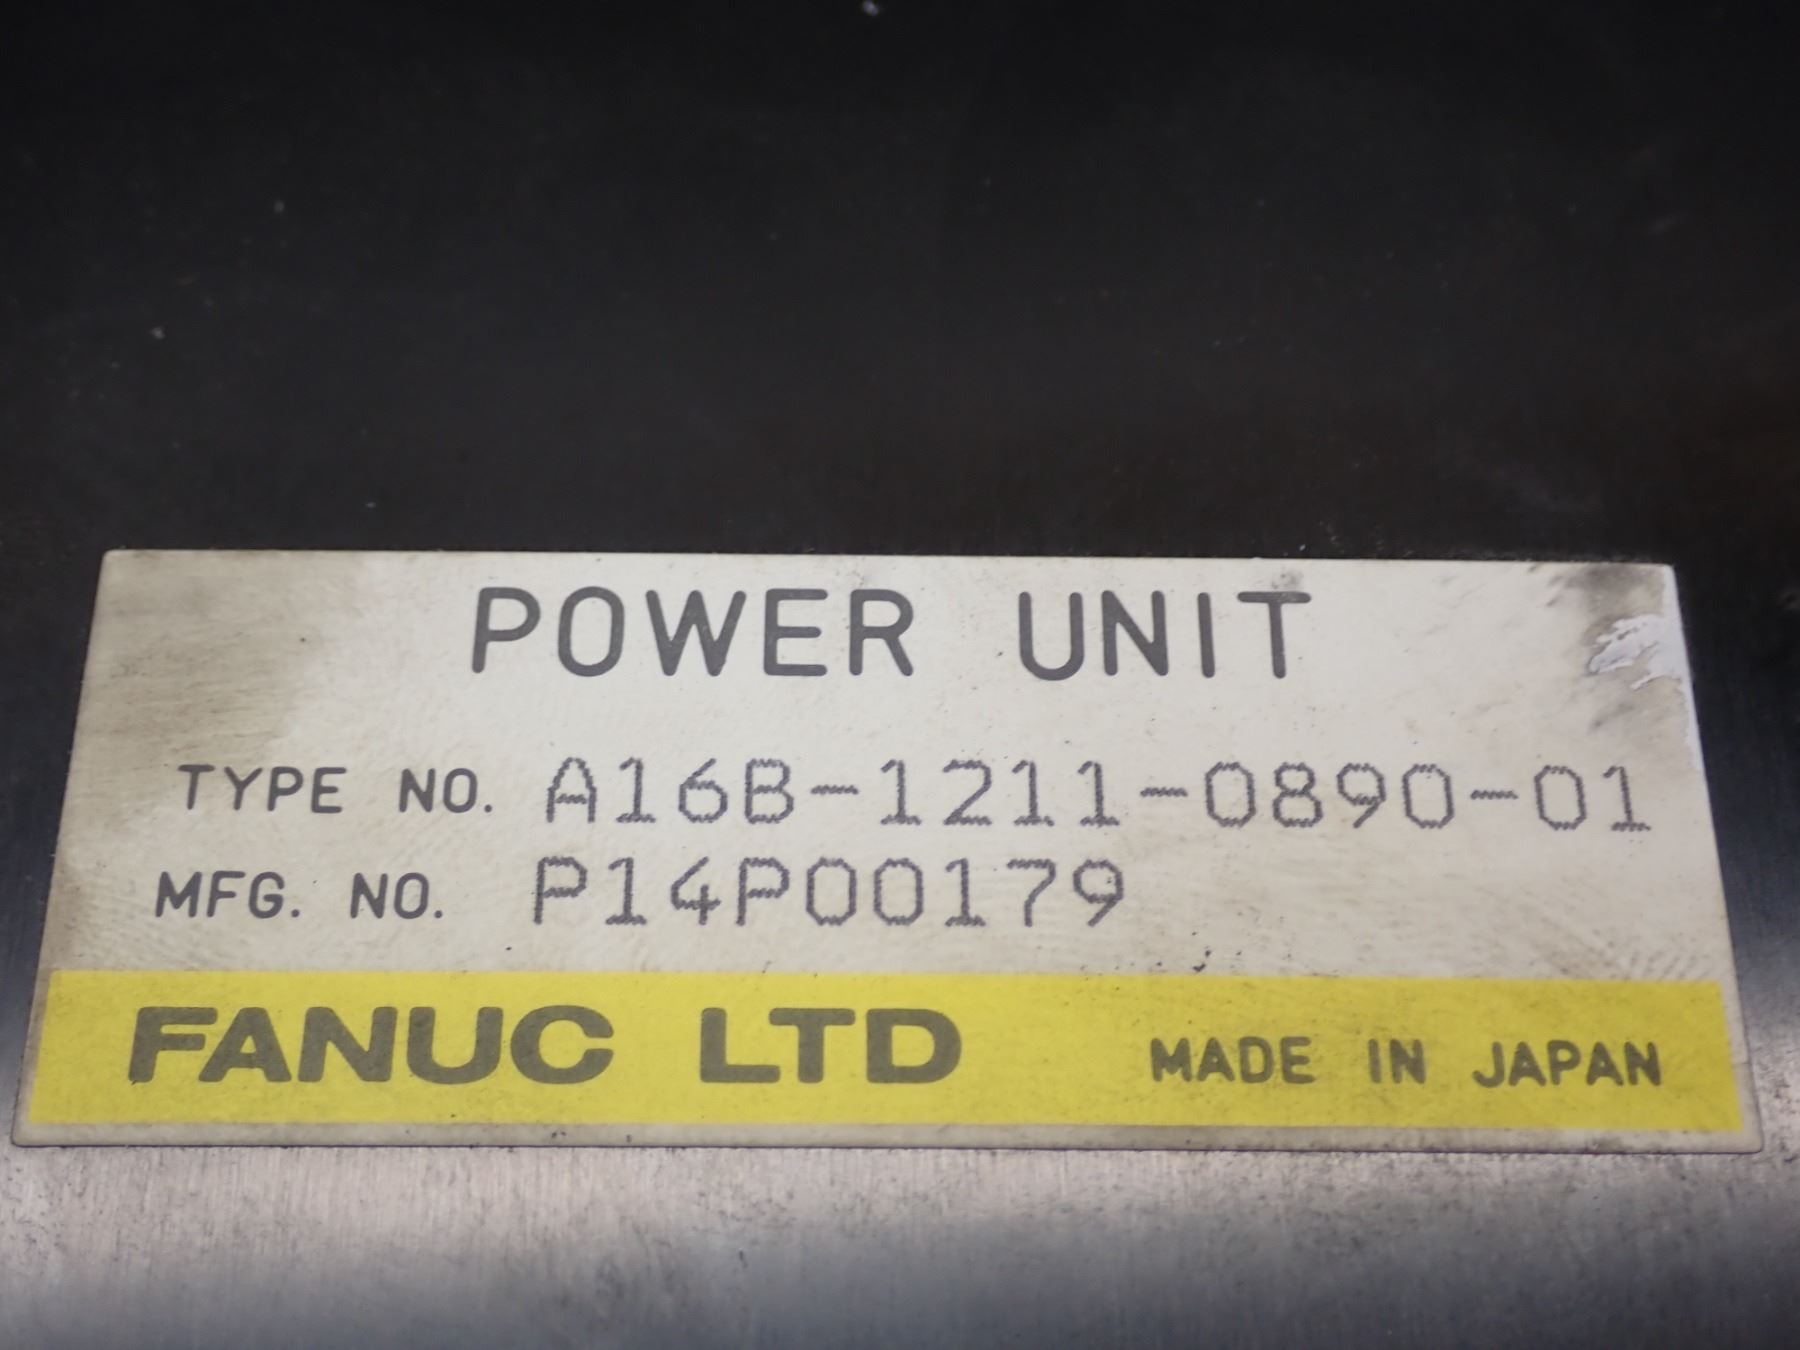 POWER UNIT
TYPE NO. A16B-1211-0890-01
MFG. NO. P14P00179
FANUC LTD MADE IN JAPAN